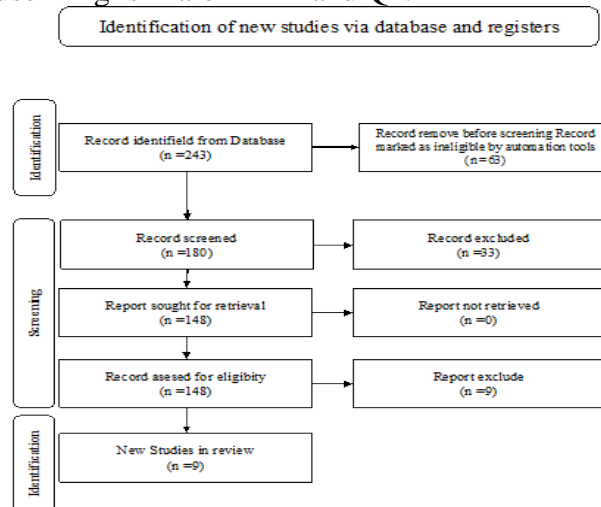 Identification of new studies via database and registers
Identification
Record identifield from Database
(n =243)
Record remove before screening Record
marked as ineligible by automation tools
(n=63)
Screening
Record screened
(n =180)
Record excluded
(n =33)
Report sought for retrieval
(n =148)
Report not retrieved
(n =0)
Record asesed for eligibity
(n =148)
Report exclude
(n =9)
Identification
New Studies in review
(n =9)